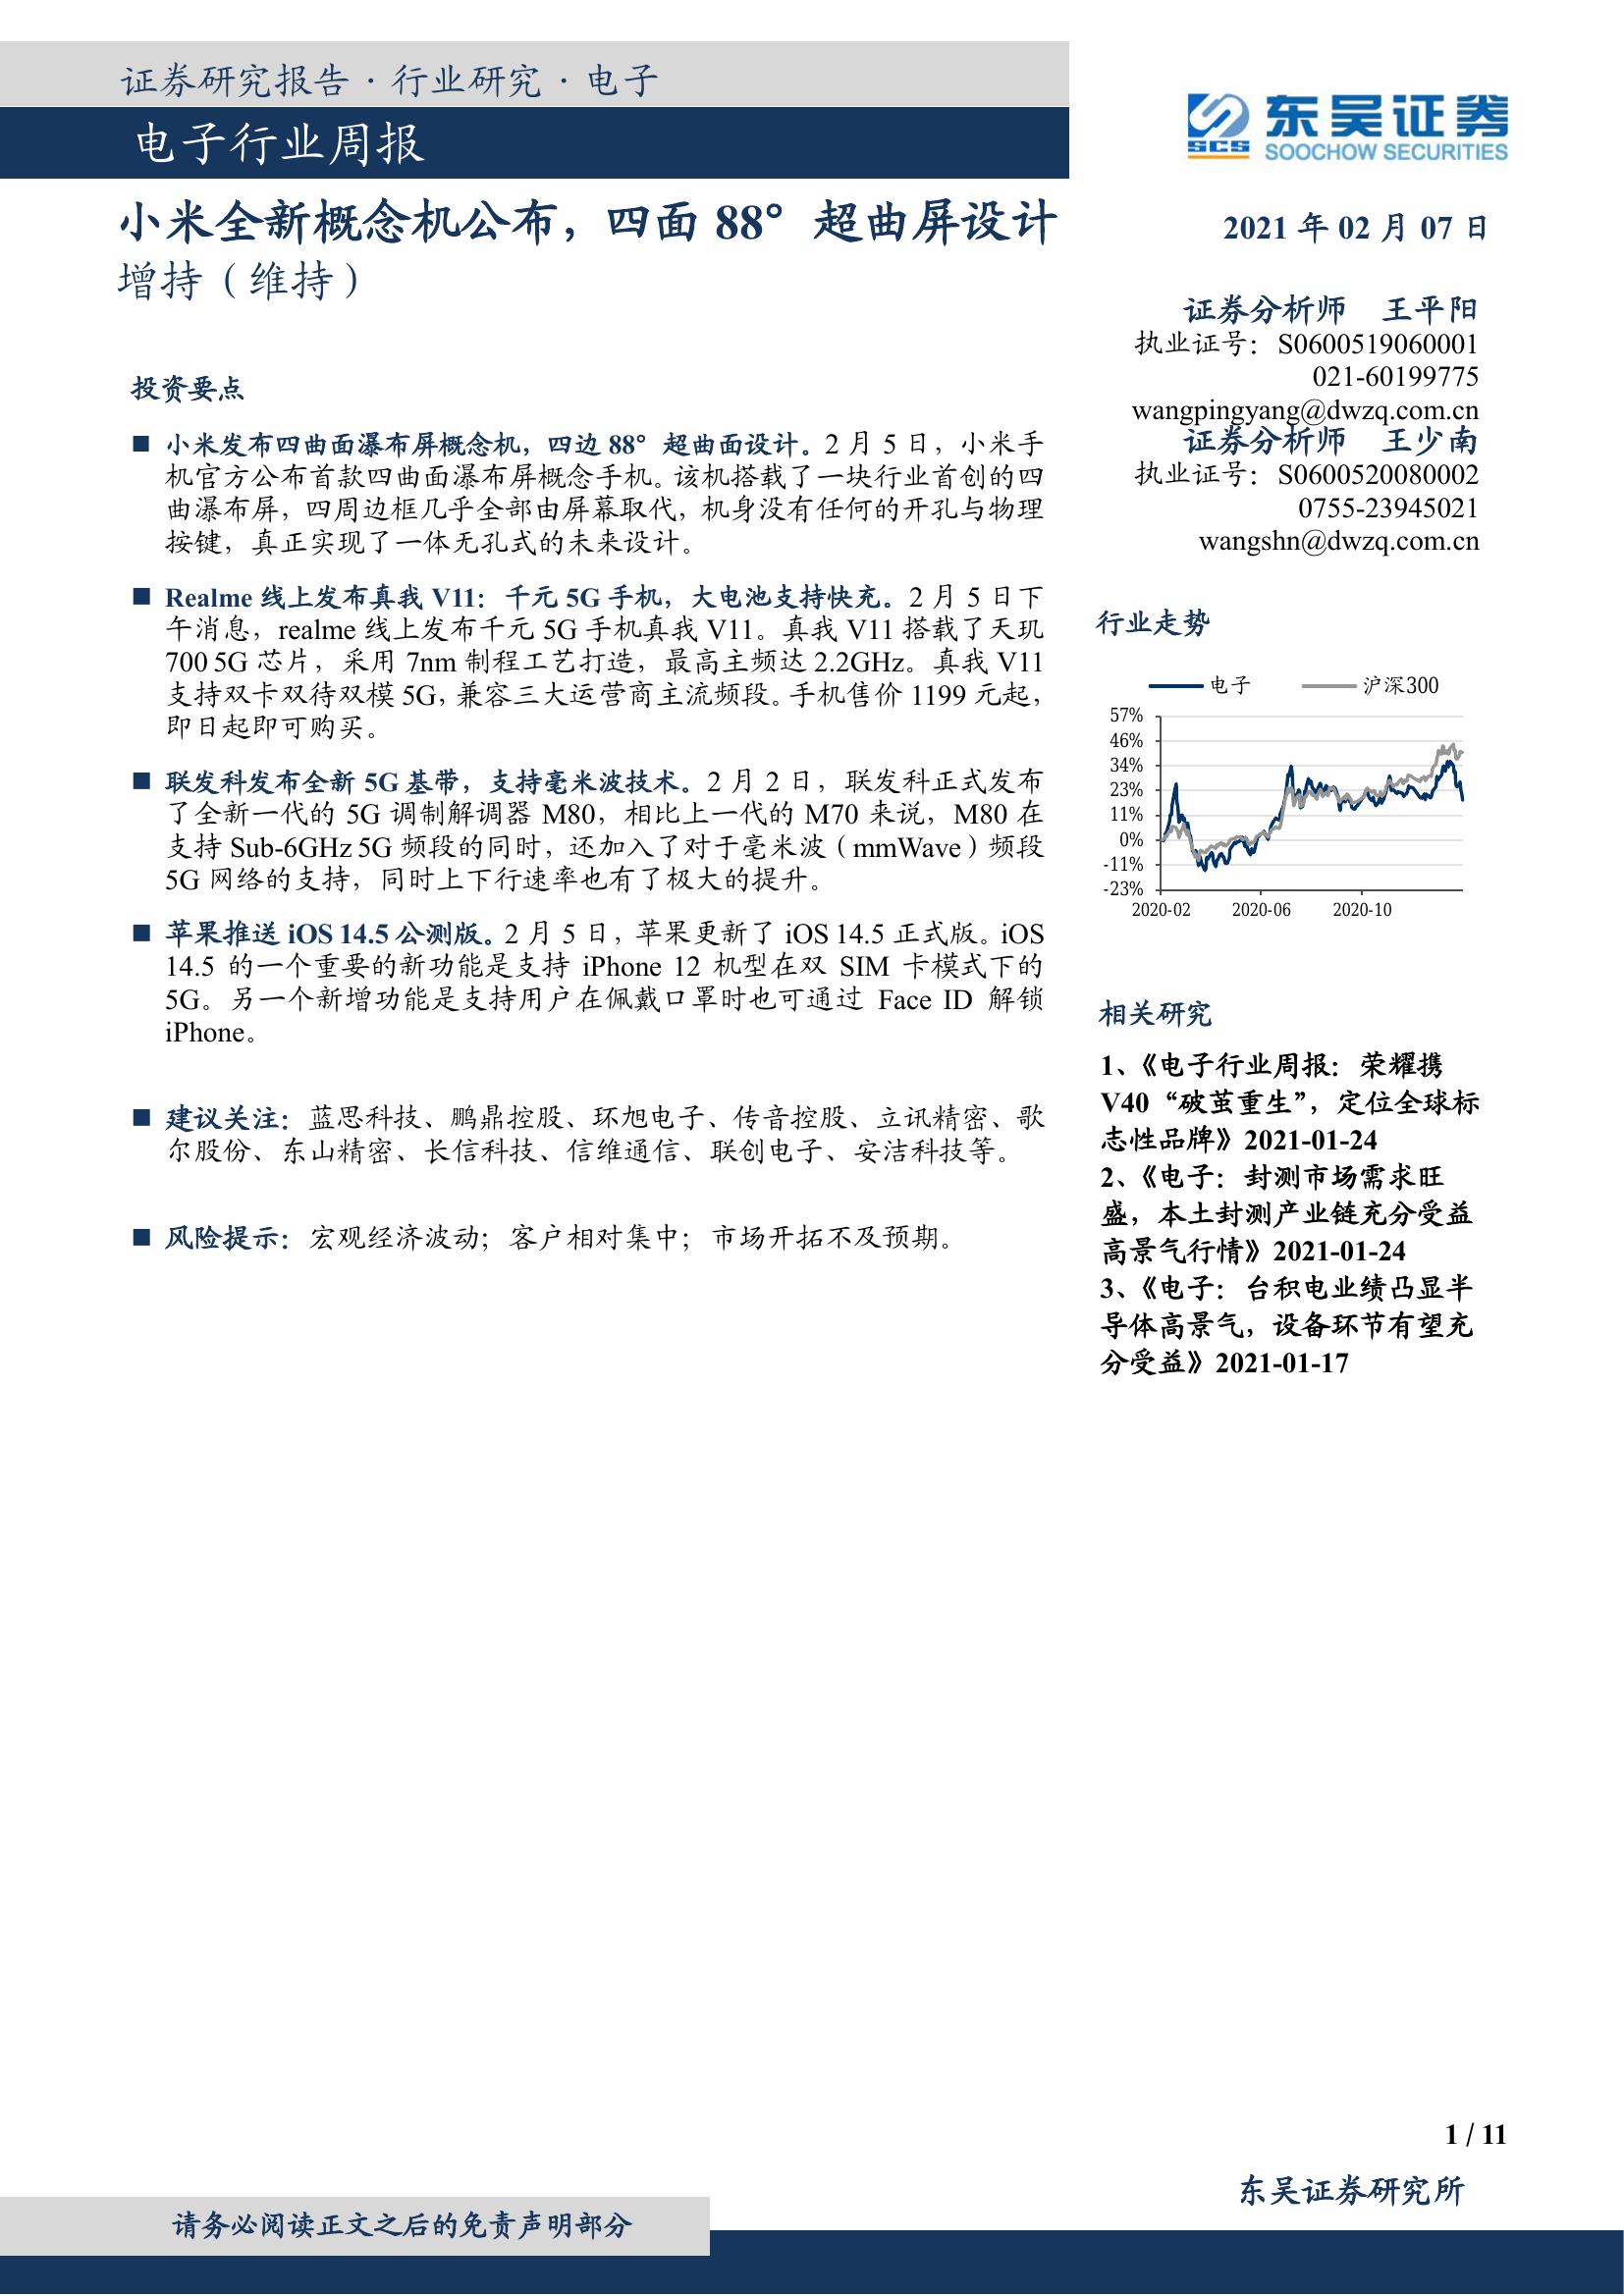 证券研究报告·行业研究·电子
电子行业周报
SCS
东吴证券
SOOCHOW SECURITIES
小米全新概念机公布，四面 88°超曲屏设计
增持（维持）
2021 年 02 月 07 日
证券分析师 王平阳
执业证号：S0600519060001
021-60199775
wangpingyang@dwzq.com.cn
证券分析师 王少南
执业证号：S0600520080002
0755-23945021
wangshn@dwzq.com.cn
投资要点
■ 小米发布四曲面瀑布屏概念机，四边 88°超曲面设计。2 月 5 日，小米手
机官方公布首款四曲面瀑布屏概念手机。该机搭载了一块行业首创的四
曲瀑布屏，四周边框几乎全部由屏幕取代，机身没有任何的开孔与物理
按键，真正实现了一体无孔式的未来设计。
■ Realme 线上发布真我 V11：千元 5G 手机，大电池支持快充。2 月 5 日下
午消息，realme 线上发布千元 5G 手机真我 V11。真我 V11 搭载了天玑
700 5G 芯片，采用 7nm 制程工艺打造，最高主频达 2.2GHz。真我 V11
支持双卡双待双模 5G，兼容三大运营商主流频段。手机售价 1199 元起，
即日起即可购买。
■ 联发科发布全新 5G 基带，支持毫米波技术。2 月 2 日，联发科正式发布
了全新一代的 5G 调制解调器 M80，相比上一代的 M70 来说，M80 在
支持 Sub-6GHz 5G 频段的同时，还加入了对于毫米波（mmWave）频段
5G 网络的支持，同时上下行速率也有了极大的提升。
■ 苹果推送 iOS 14.5 公测版。2 月 5 日，苹果更新了 iOS 14.5 正式版。iOS
14.5 的一个重要的新功能是支持 iPhone 12 机型在双 SIM 卡模式下的
5G。另一个新增功能是支持用户在佩戴口罩时也可通过 Face ID 解锁
iPhone。
■ 建议关注：蓝思科技、鹏鼎控股、环旭电子、传音控股、立讯精密、歌
尔股份、东山精密、长信科技、信维通信、联创电子、安洁科技等。
■ 风险提示：宏观经济波动；客户相对集中；市场开拓不及预期。
行业走势
电子 沪深300
57%
46%
34%
23%
11%
0%
-11%
-23%
2020-02 2020-06 2020-10
相关研究
1、《电子行业周报：荣耀携
V40“破茧重生”，定位全球标
志性品牌》2021-01-24
2、《电子：封测市场需求旺
盛，本土封测产业链充分受益
高景气行情》2021-01-24
3、《电子：台积电业绩凸显半
导体高景气，设备环节有望充
分受益》2021-01-17
1 / 11
东吴证券研究所
请务必阅读正文之后的免责声明部分